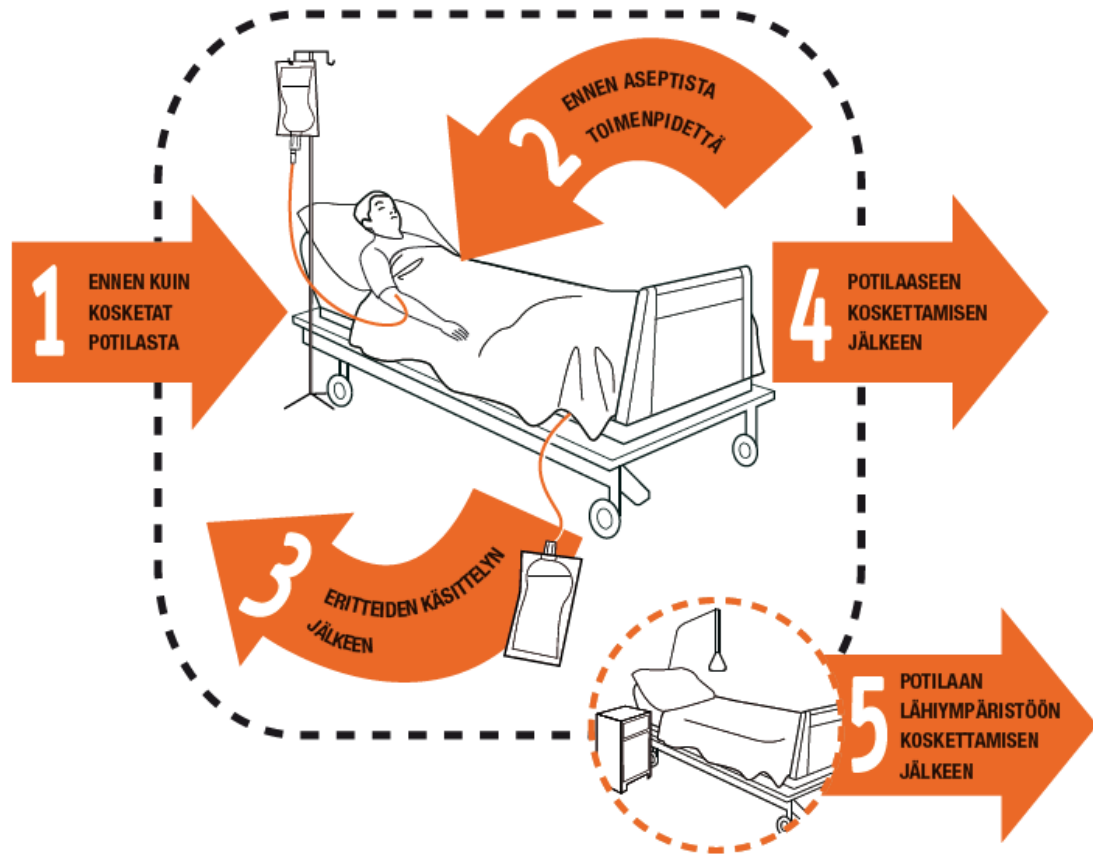 1
ENNEN KUIN
KOSKETAT
POTILASTA
2
ENNEN ASEPTISTA
TOIMENPIDETTÄ
3
ERITTEIDEN KÄSITTELYN
JÄLKEEN
4
POTILAASEEN
KOSKETTAMISEN
JÄLKEEN
5
POTILAAN
LÄHIYMPÄRISTÖÖN
KOSKETTAMISEN
JÄLKEEN